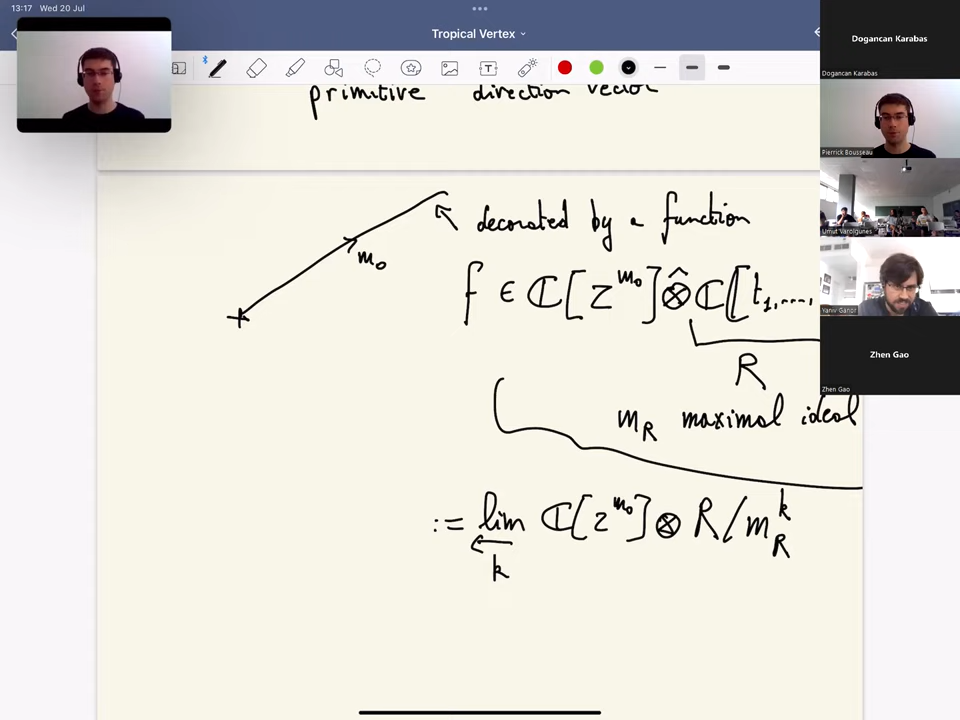 13:17 Wed 20 Jul
Tropical Vertex
Dogancan Karabas
Dogancan Karabas
Pierrick Bousseau
Umut Varolgunes
Yaniv Ganor
Zhen Gao
Zhen Gao
primitive direction vector
m₀
decorated by a function
f ∈ ℂ[z^{m₀}] ⊗̂ ℂ[[t₁,...,
R
m_R maximal ideal
:= lim ℂ[z^{m₀}] ⊗ R/m_R^k
← k